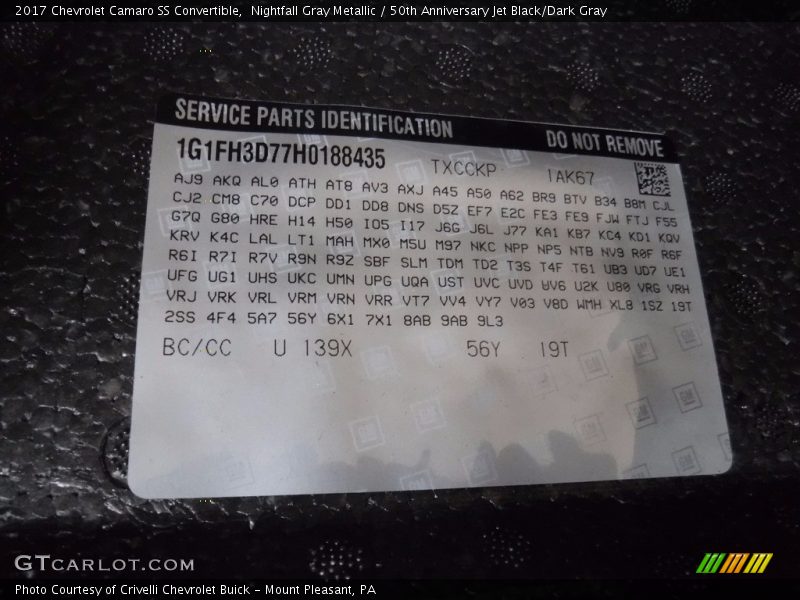 2017 Chevrolet Camaro SS Convertible,  Nightfall Gray Metallic / 50th Anniversary Jet Black/Dark Gray
SERVICE PARTS IDENTIFICATION DO NOT REMOVE
1G1FH3D77H0188435 TXCCKP IAK67
AJ9 AKQ AL0 ATH AT8 AV3 AXJ A45 A50 A62 BR9 BTV B34 B8M CJL
CJ2 CM8 C70 DCP DD1 DD8 DNS D5Z EF7 E2C FE3 FE9 FJW FTJ F55
G7Q G80 HRE H14 H50 IO5 I17 J6G J6L J77 KA1 KB7 KC4 KD1 KQV
KRV K4C LAL LT1 MAH MX0 M5U M97 NKC NPP NP5 NTB NV9 R0F R6F
R6I R7I R7V R9N R9Z SBF SLM TDM TD2 T3S T4F T61 UB3 UD7 UE1
UFG UG1 UHS UKC UMN UPG UQA UST UVC UVD UV6 U2K U80 VRG VRH
VRJ VRK VRL VRM VRN VRR VT7 VV4 VY7 V03 V8D WMH XL8 1SZ 19T
2SS 4F4 5A7 56Y 6X1 7X1 8AB 9AB 9L3
BC/CC U 139X 56Y 19T
GTCARLOT.COM
Photo Courtesy of Crivelli Chevrolet Buick - Mount Pleasant, PA